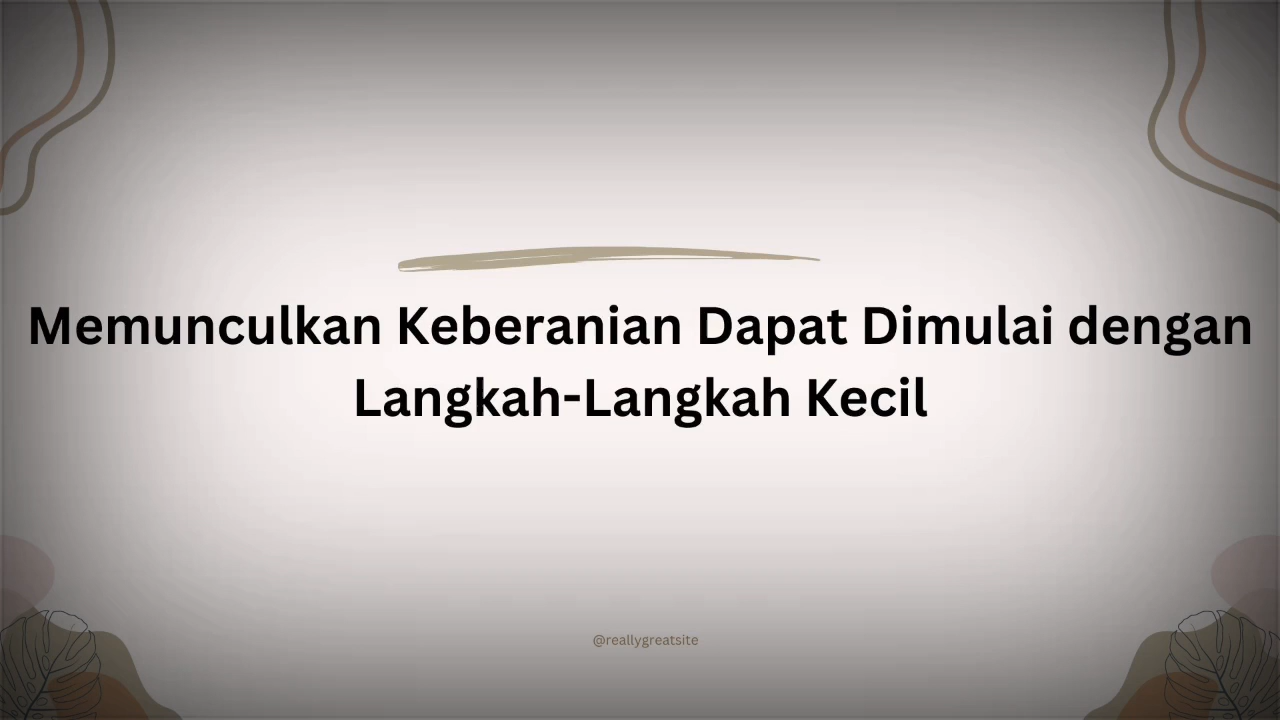 Memunculkan Keberanian Dapat Dimulai dengan
Langkah-Langkah Kecil
@reallygreatsite